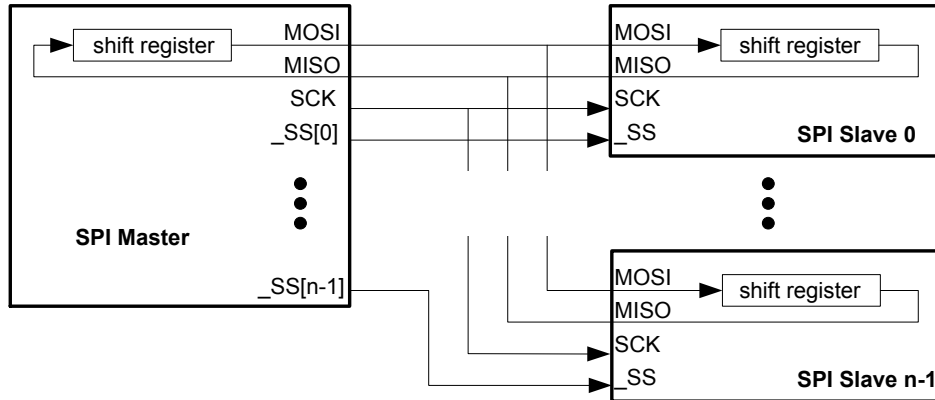 shift register
MOSI
MISO
SCK
_SS[0]
SPI Master
_SS[n-1]
MOSI
shift register
MISO
SCK
_SS
SPI Slave 0
MOSI
shift register
MISO
SCK
_SS
SPI Slave n-1